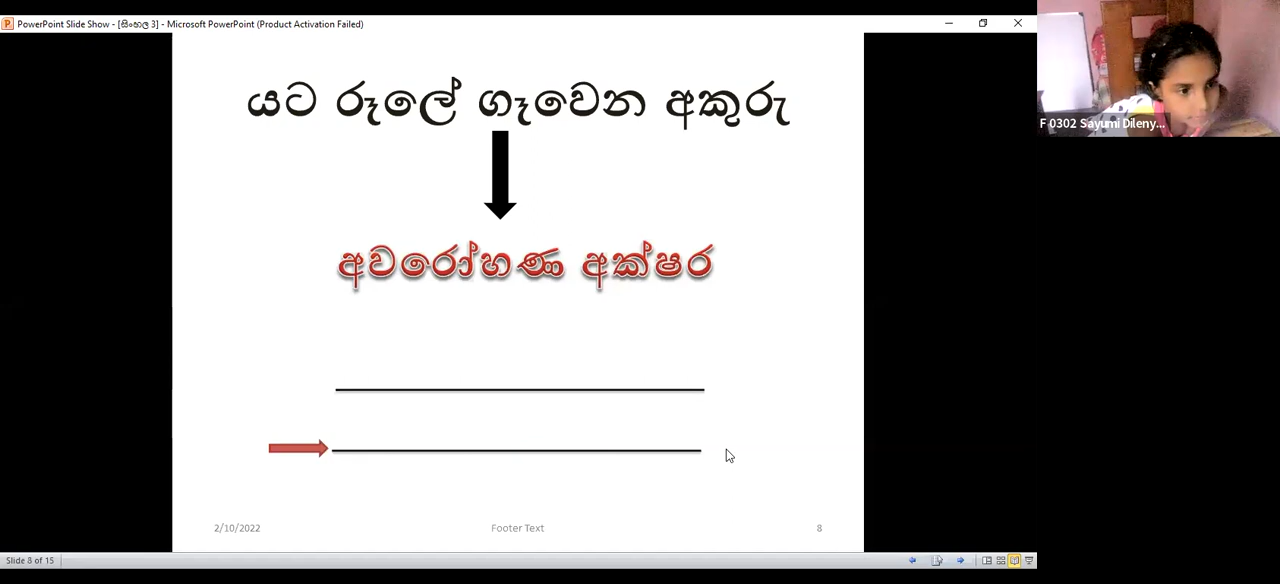 PowerPoint Slide Show - [සිංහල 3] - Microsoft PowerPoint (Product Activation Failed)
යට රූලේ ගෑවෙන අකුරු
අවරෝහණ අක්ෂර
2/10/2022 Footer Text 8
Slide 8 of 15
F 0302 Sayumi Dileny...